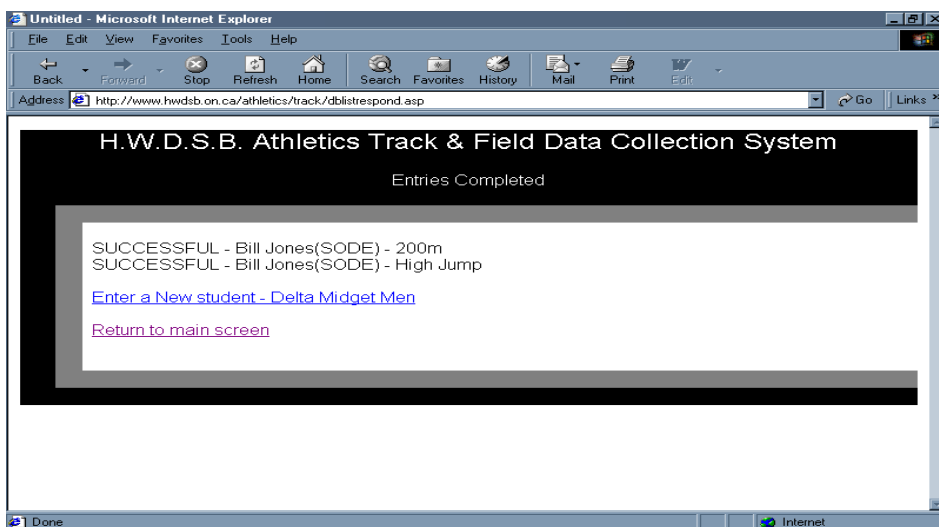 Untitled - Microsoft Internet Explorer
File Edit View Favorites Tools Help
Back Forward Stop Refresh Home Search Favorites History Mail Print Edit
Address http://www.hwdsb.on.ca/athletics/track/dblistrespond.asp Go Links »
H.W.D.S.B. Athletics Track & Field Data Collection System
Entries Completed
SUCCESSFUL - Bill Jones(SODE) - 200m
SUCCESSFUL - Bill Jones(SODE) - High Jump
Enter a New student - Delta Midget Men
Return to main screen
Done Internet